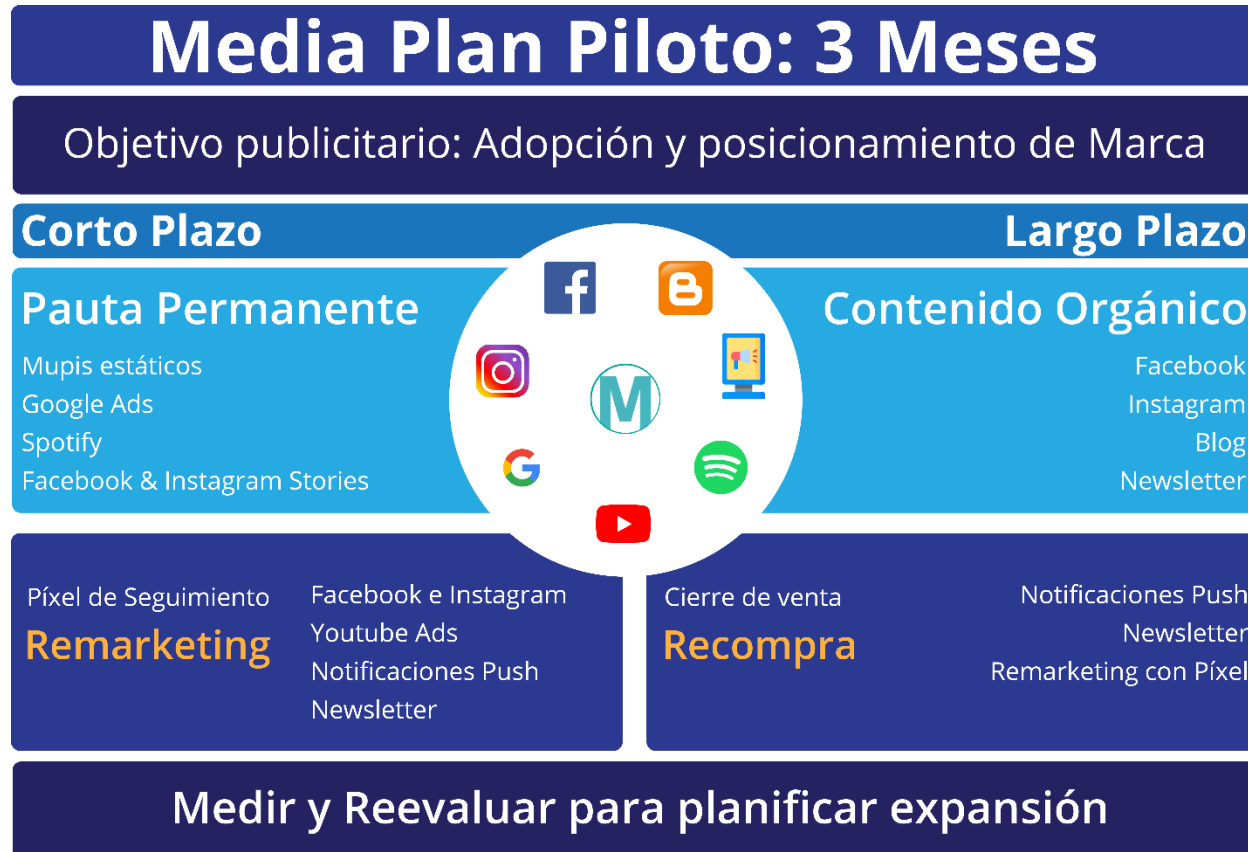 Media Plan Piloto: 3 Meses
Objetivo publicitario: Adopción y posicionamiento de Marca
Corto Plazo
Largo Plazo
Pauta Permanente
Mupis estáticos
Google Ads
Spotify
Facebook & Instagram Stories
M
Contenido Orgánico
Facebook
Instagram
Blog
Newsletter
Píxel de Seguimiento
Remarketing
Facebook e Instagram
Youtube Ads
Notificaciones Push
Newsletter
Cierre de venta
Recompra
Notificaciones Push
Newsletter
Remarketing con Píxel
Medir y Reevaluar para planificar expansión